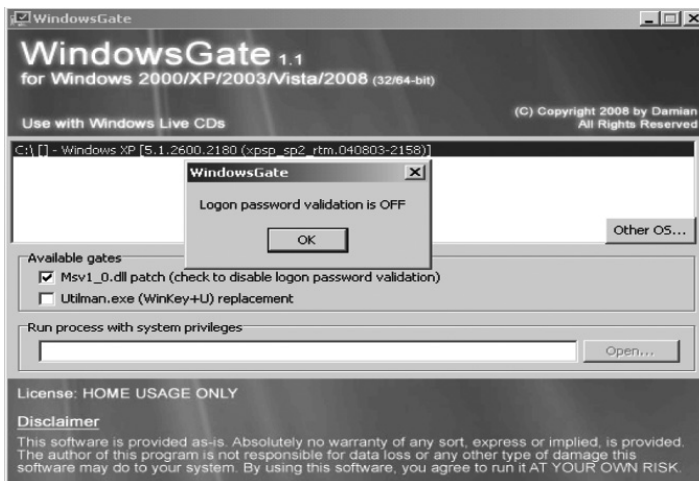 WindowsGate
WindowsGate 1.1
for Windows 2000/XP/2003/Vista/2008 (32/64-bit)
Use with Windows Live CDs
(C) Copyright 2008 by Damian
All Rights Reserved
C:\ [] - Windows XP [5.1.2600.2180 (xpsp_sp2_rtm.040803-2158)]
WindowsGate
Logon password validation is OFF
OK
Other OS...
Available gates
Msv1_0.dll patch (check to disable logon password validation)
Utilman.exe (WinKey+U) replacement
Run process with system privileges
Open...
License: HOME USAGE ONLY
Disclaimer
This software is provided as-is. Absolutely no warranty of any sort, express or implied, is provided.
The author of this program is not responsible for data loss or any other type of damage this
software may do to your system. By using this software, you agree to run it AT YOUR OWN RISK.